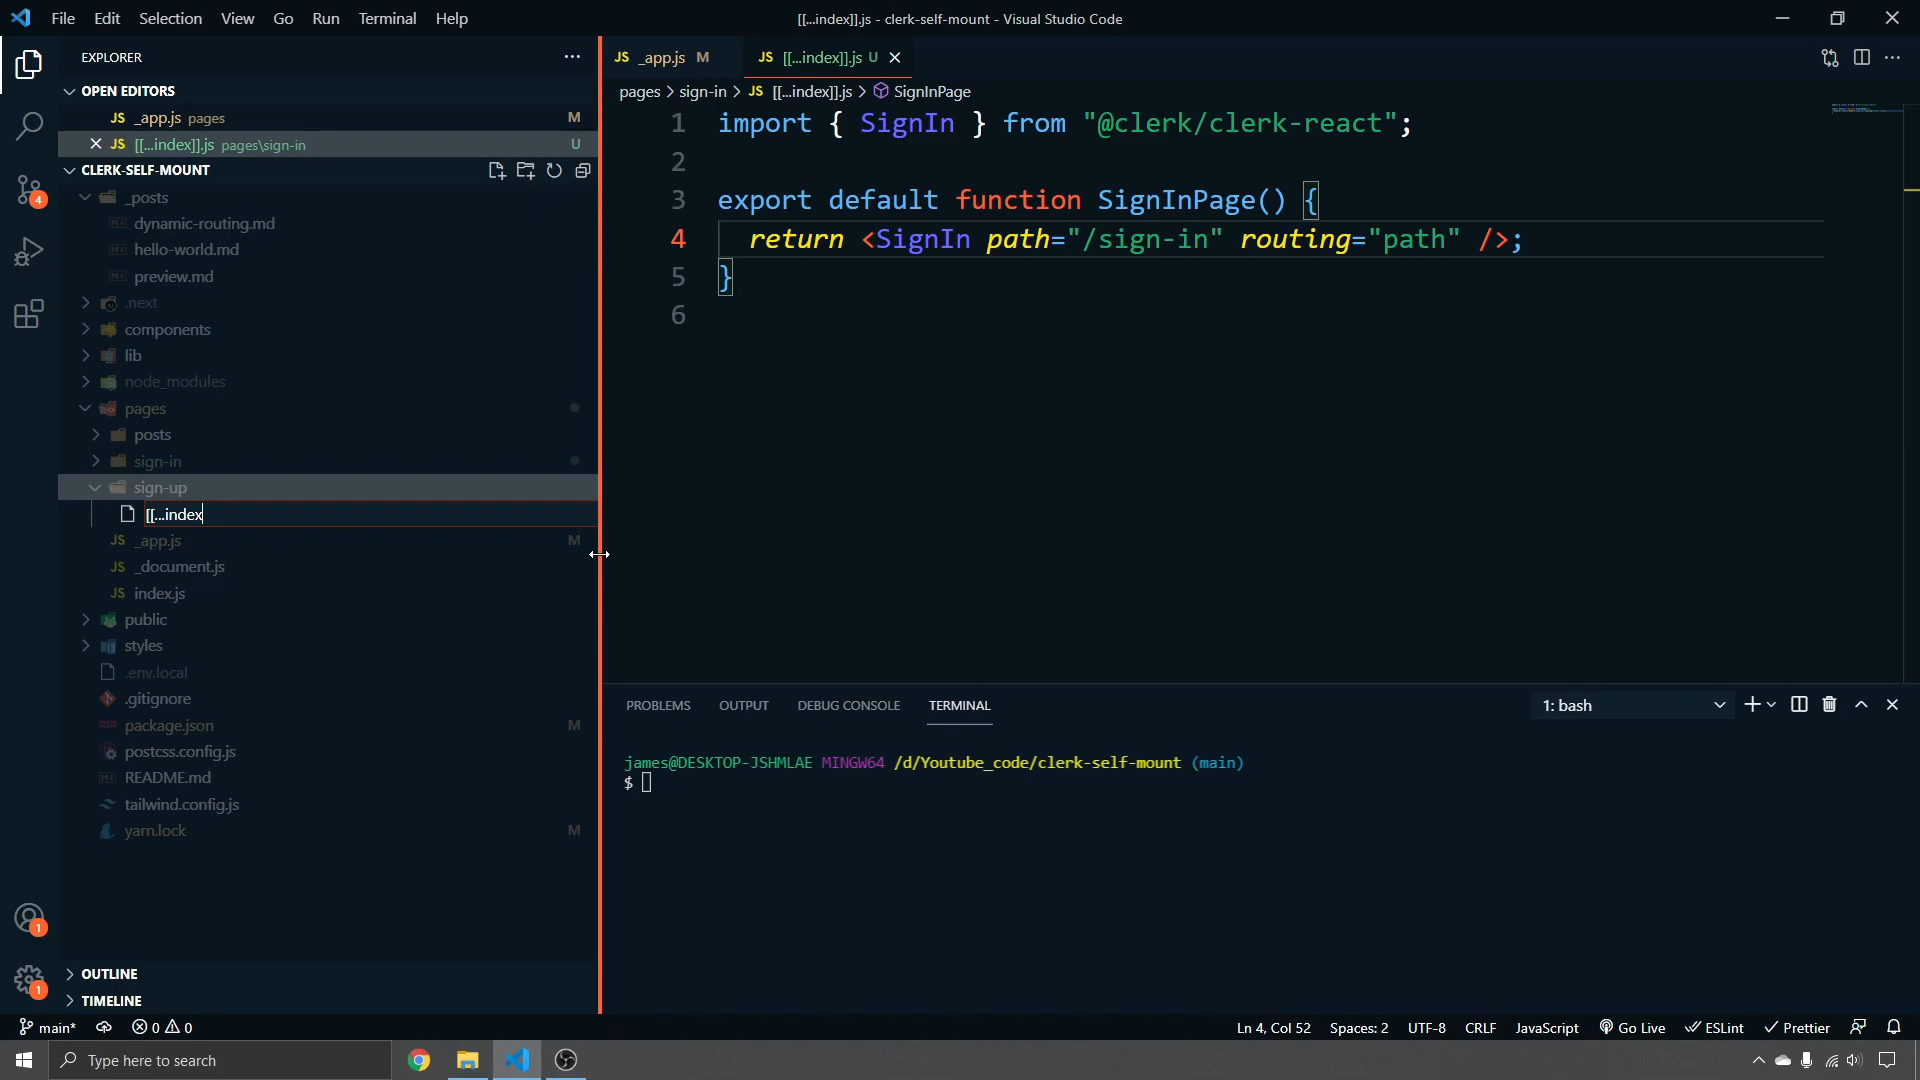 File Edit Selection View Go Run Terminal Help
[[...index]].js - clerk-self-mount - Visual Studio Code
EXPLORER
OPEN EDITORS
JS _app.js pages M
JS [[...index]].js pages\sign-in U
CLERK-SELF-MOUNT
_posts
dynamic-routing.md
hello-world.md
preview.md
.next
components
lib
node_modules
pages
posts
sign-in
sign-up
[[...index
JS _app.js M
JS _document.js
JS index.js
public
styles
.env.local
.gitignore
package.json M
postcss.config.js
README.md
tailwind.config.js
yarn.lock M
OUTLINE
TIMELINE
4
1
1
JS _app.js M
JS [[...index]].js U
pages > sign-in > JS [[...index]].js > SignInPage
1 import { SignIn } from "@clerk/clerk-react";
2
3 export default function SignInPage() {
4 return <SignIn path="/sign-in" routing="path" />;
5 }
6
PROBLEMS OUTPUT DEBUG CONSOLE TERMINAL
1: bash
james@DESKTOP-JSHMLAE MINGW64 /d/Youtube_code/clerk-self-mount (main)
$
main* 0 0
Ln 4, Col 52 Spaces: 2 UTF-8 CRLF JavaScript Go Live ESLint Prettier
Type here to search